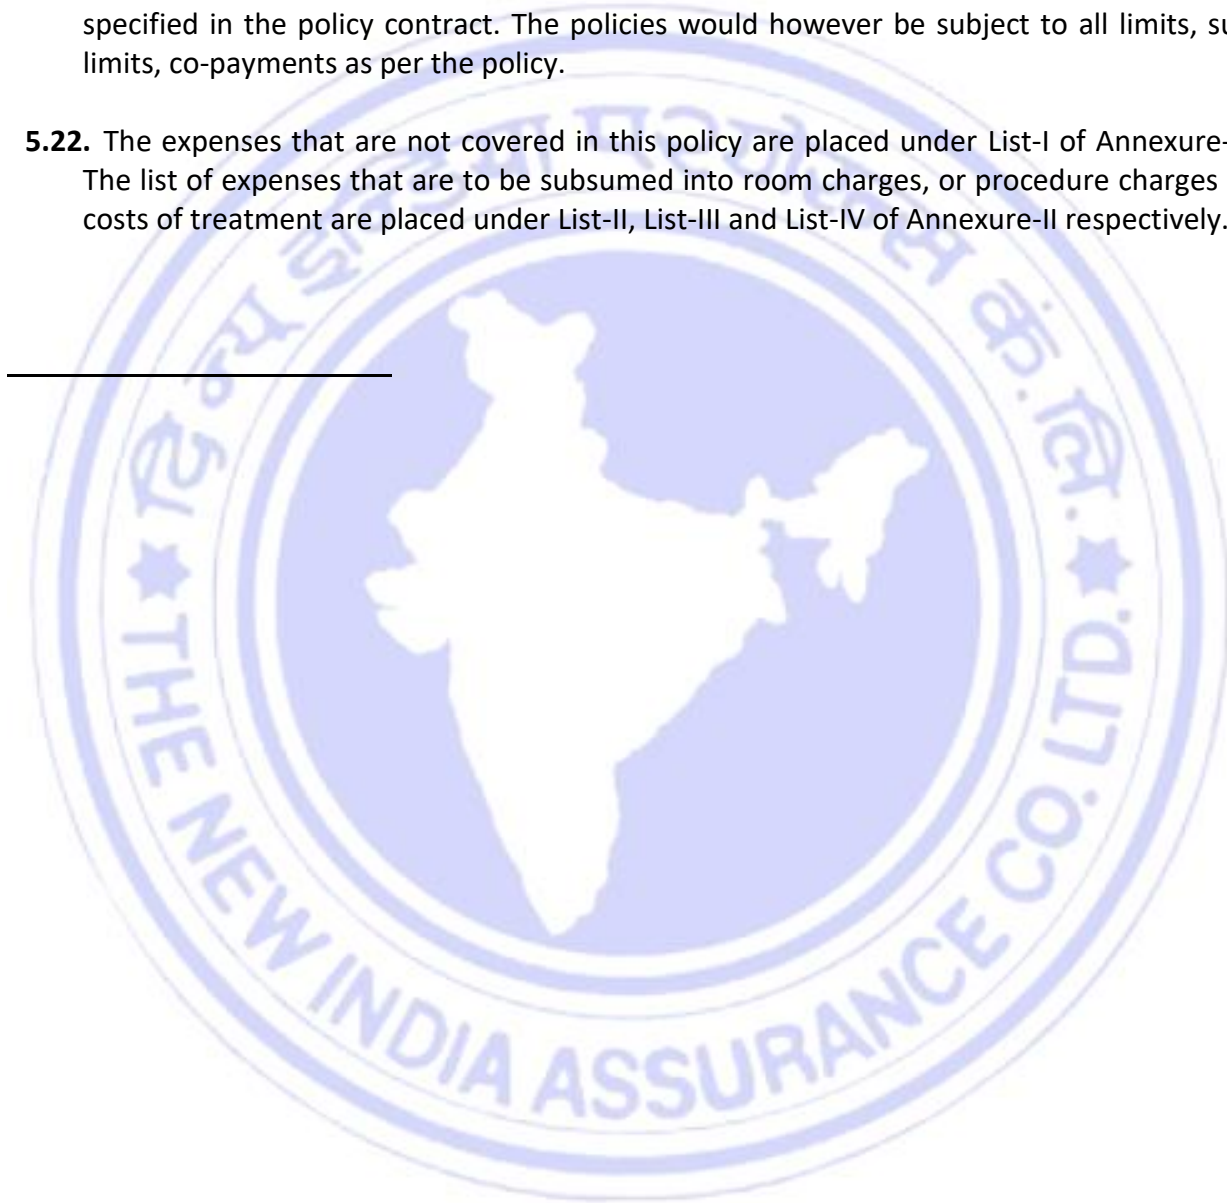 specified in the policy contract. The policies would however be subject to all limits, su
limits, co-payments as per the policy.
5.22. The expenses that are not covered in this policy are placed under List-I of Annexure-
The list of expenses that are to be subsumed into room charges, or procedure charges
costs of treatment are placed under List-II, List-III and List-IV of Annexure-II respectively.
दि न्यू इन्डिया एश्योरेन्स कं. लि.
THE NEW INDIA ASSURANCE CO. LTD.